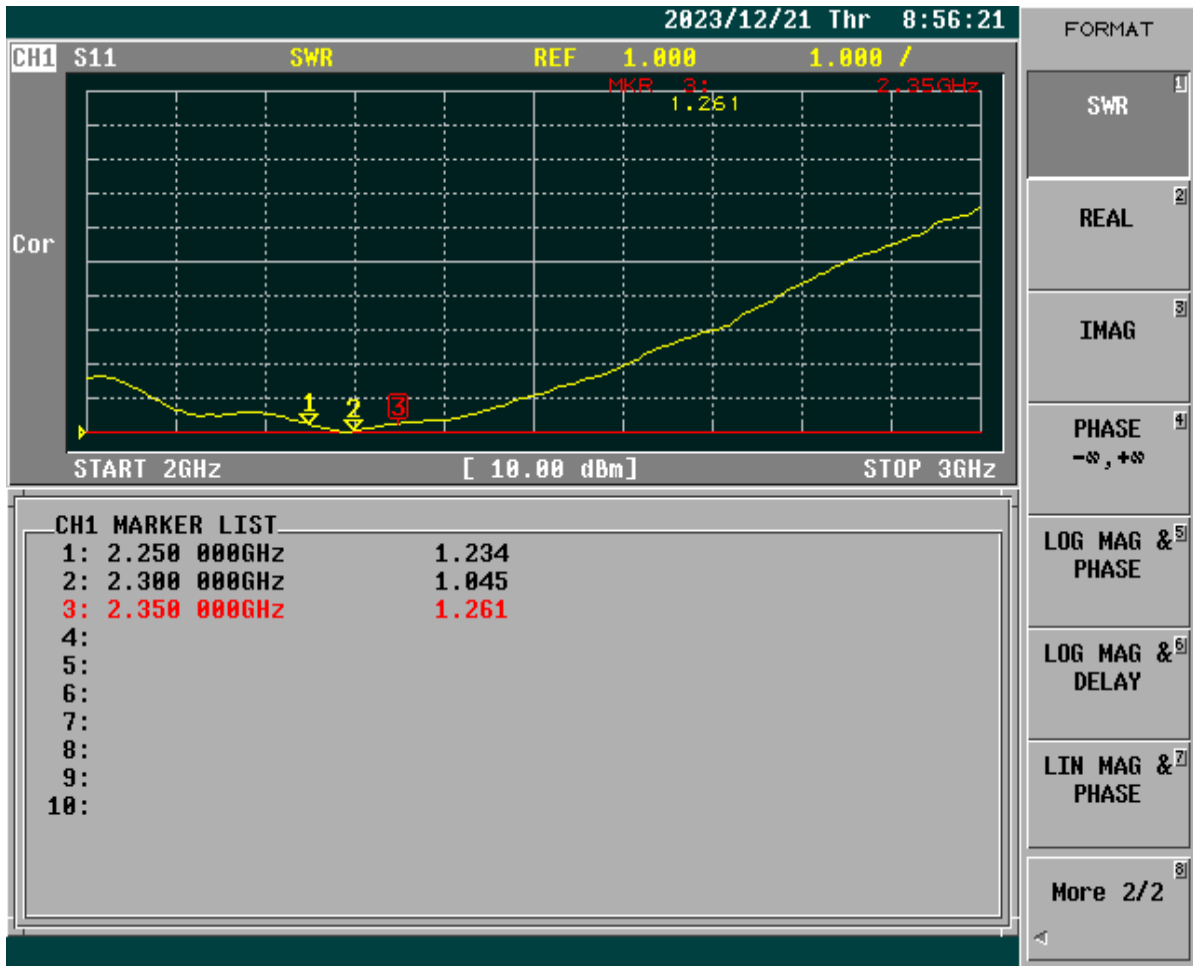 2023/12/21 Thr 8:56:21
CH1 S11 SWR REF 1.000 1.000 /
MKR 3: 2.35GHz
1.261
1 2 3
Cor
START 2GHz [ 10.00 dBm] STOP 3GHz
CH1 MARKER LIST
1: 2.250 000GHz 1.234
2: 2.300 000GHz 1.045
3: 2.350 000GHz 1.261
4:
5:
6:
7:
8:
9:
10:
FORMAT
1
SWR
2
REAL
3
IMAG
4
PHASE
-∞,+∞
5
LOG MAG &
PHASE
6
LOG MAG &
DELAY
7
LIN MAG &
PHASE
8
More 2/2